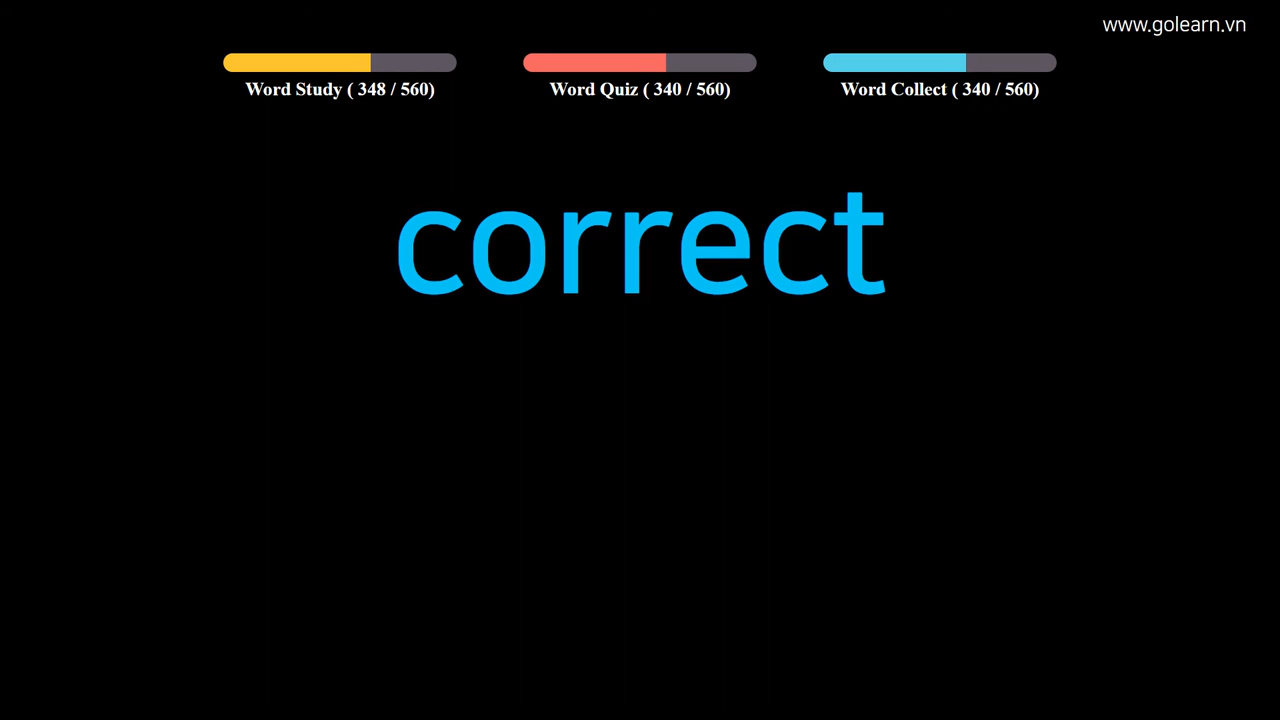 www.golearn.vn
Word Study ( 348 / 560)
Word Quiz ( 340 / 560)
Word Collect ( 340 / 560)
correct